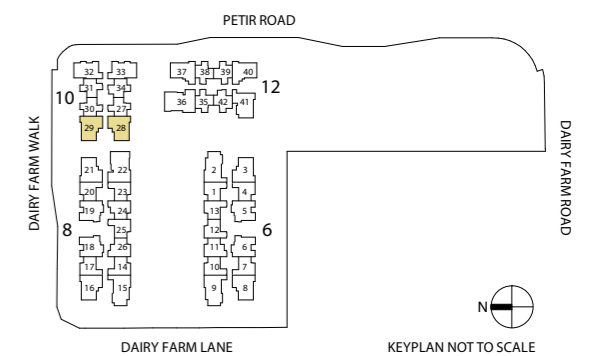 PETIR ROAD
32 33 37 38 39 40
31 34
10 12
30 27 36 35 42 41
29 28
DAIRY FARM WALK
DAIRY FARM ROAD
21 22 2 3
20 23 1 4
19 24 13 5
8 25 12 6
18 26 11 6
17 14 10 7
16 15 9 8
N
DAIRY FARM LANE
KEYPLAN NOT TO SCALE